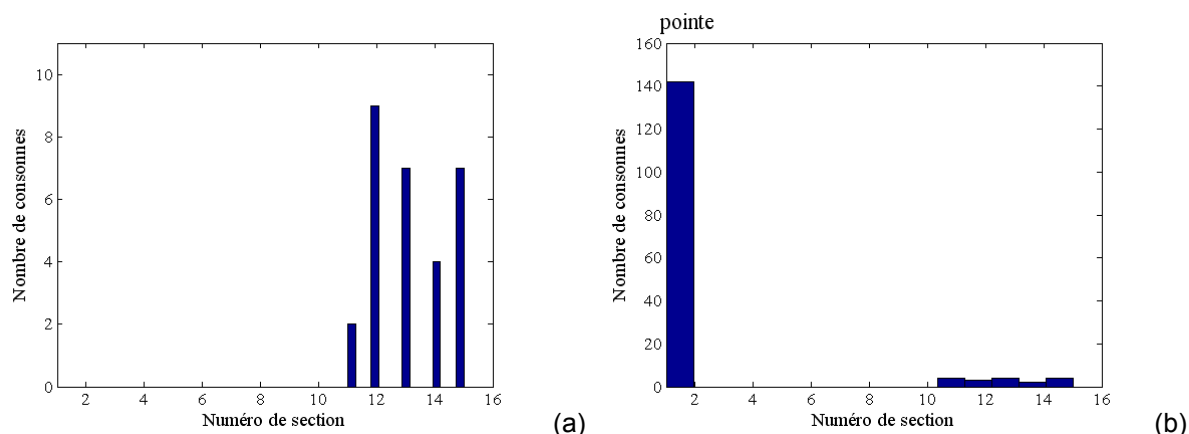 pointe
10
8
6
4
2
0
Nombre de consonnes
2 4 6 8 10 12 14 16
Numéro de section
(a)
160
140
120
100
80
60
40
20
0
Nombre de consonnes
2 4 6 8 10 12 14 16
Numéro de section
(b)